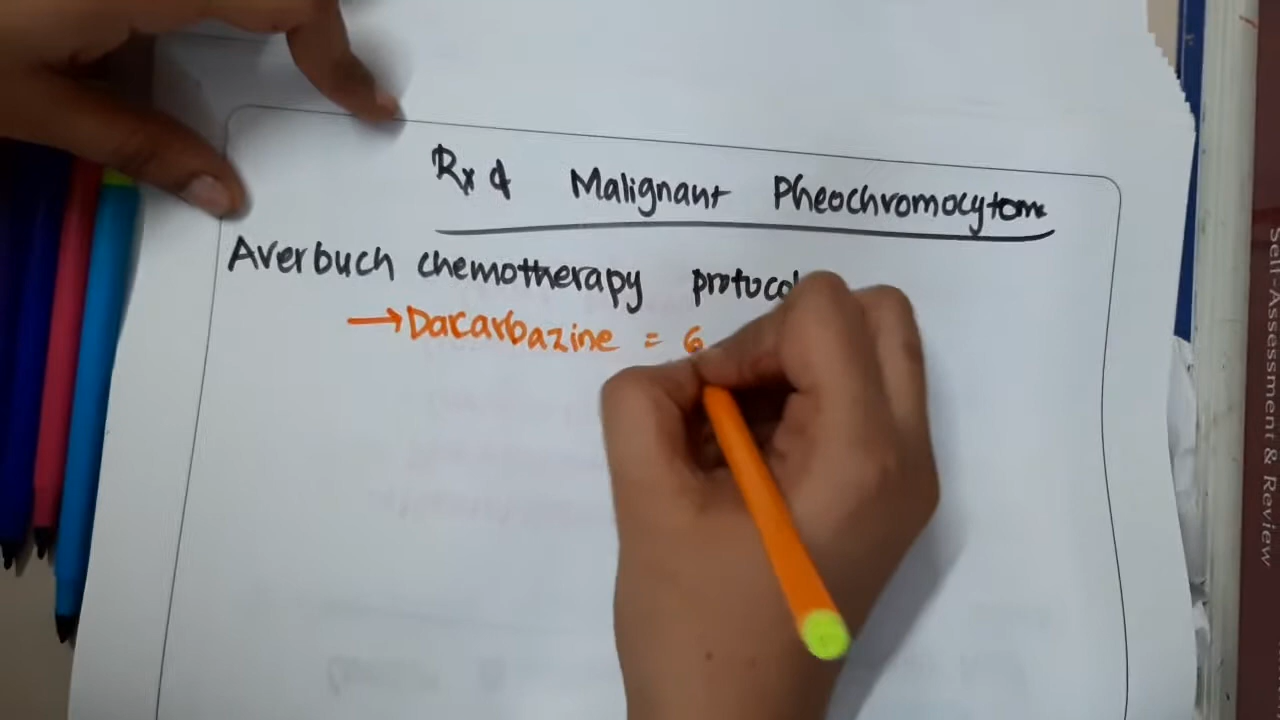 Rx of Malignant Pheochromocytoma
Averbuch chemotherapy protocol
→Dacarbazine = 6
Self-Assessment & Review